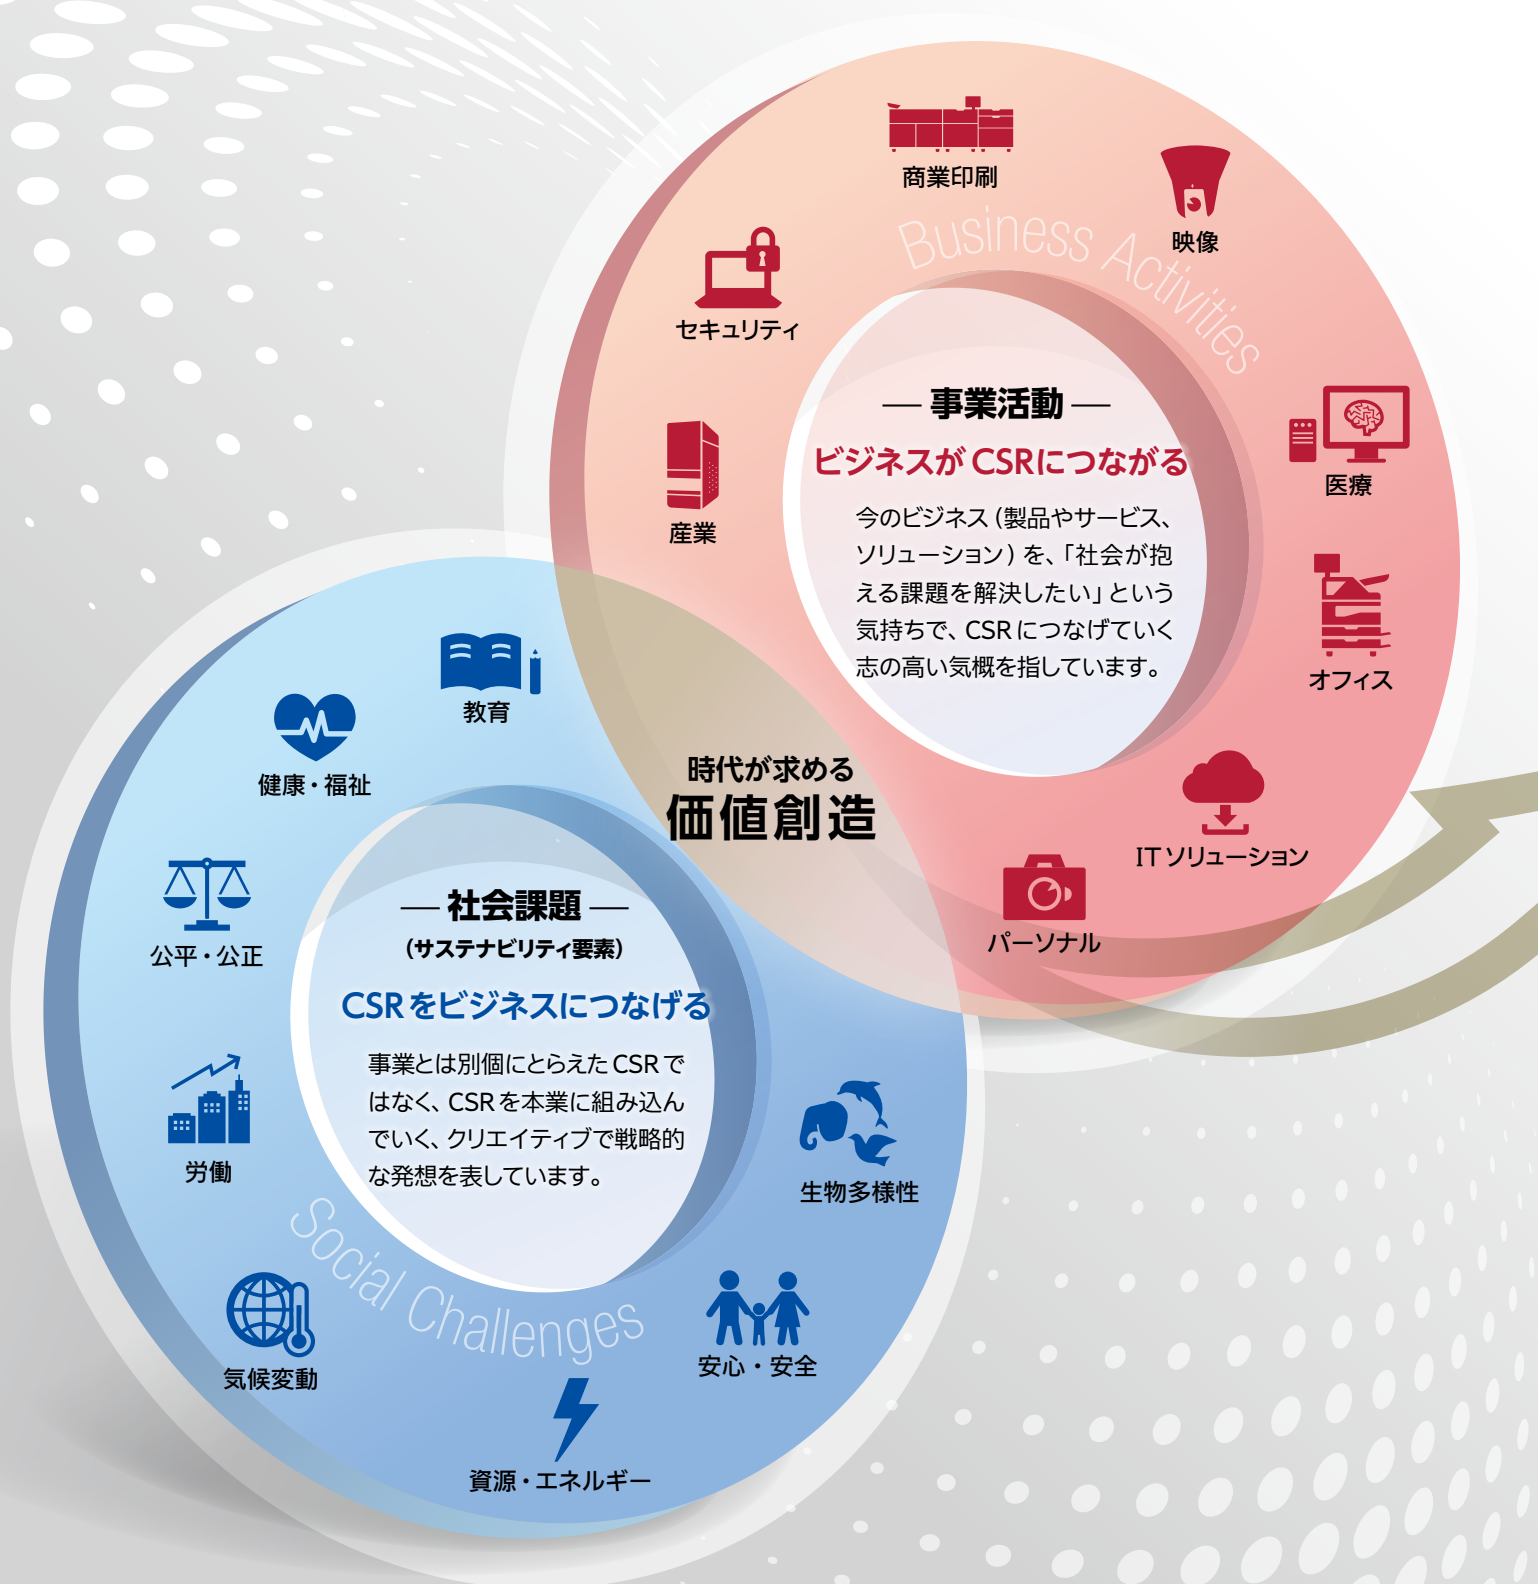 商業印刷
映像
Business Activities
セキュリティ
— 事業活動 —
ビジネスが CSRにつながる
今のビジネス（製品やサービス、
ソリューション）を、「社会が抱
える課題を解決したい」という
気持ちで、CSRにつなげていく
志の高い気概を指しています。
医療
産業
オフィス
ITソリューション
パーソナル
時代が求める
価値創造
教育
健康・福祉
公平・公正
— 社会課題 —
（サステナビリティ要素）
CSRをビジネスにつなげる
事業とは別個にとらえたCSRで
はなく、CSRを本業に組み込ん
でいく、クリエイティブで戦略的
な発想を表しています。
労働
生物多様性
Social Challenges
気候変動
安心・安全
資源・エネルギー